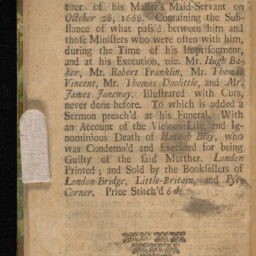 ther of his Master's Maid-Servant on
October 28, 1668. Containing the Sub-
stance of what pass'd between him and
those Ministers who were often with him,
during the Time of his Imprisonment,
and at his Execution, viz. Mr. Hugh Ba-
ker, Mr. Robert Franklin, Mr. Thomas
Vincent, Mr. Thomas Doolittle, and Mr.
James Janeway. Illustrated with Cuts,
never done before. To which is added a
Sermon preach'd at his Funeral. With
an Account of the Vicious Life, and Ig-
nominious Death of Hannah Blay, who
was Condemn'd and Executed for being
Guilty of the said Murther. London
Printed; and Sold by the Booksellers of
London-Bridge, Little-Britain, and Pye-
Corner. Price Stitch'd 6 d.